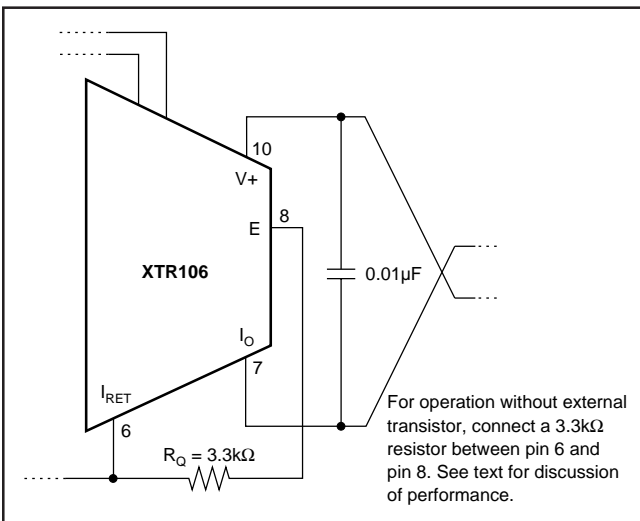 10
V+
8
E
XTR106
0.01µF
I_O
7
I_RET
6
R_Q = 3.3kΩ
For operation without external
transistor, connect a 3.3kΩ
resistor between pin 6 and
pin 8. See text for discussion
of performance.